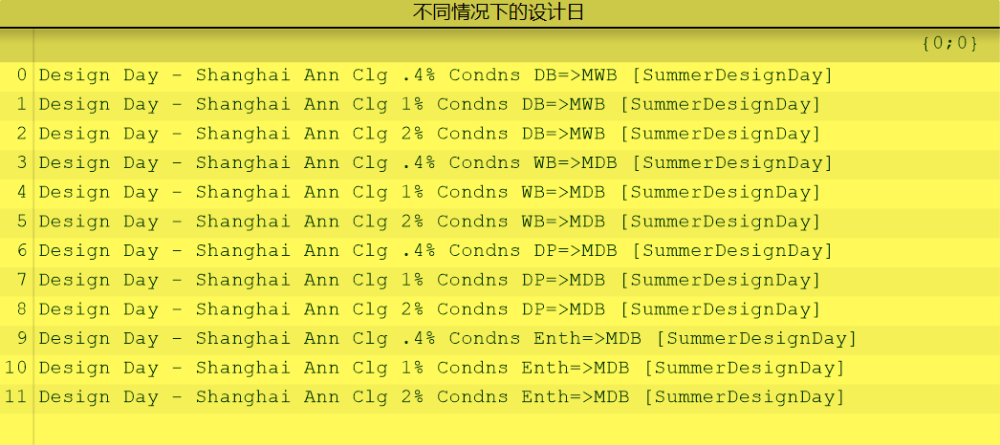 不同情况下的设计日
{0;0}
0 Design Day - Shanghai Ann Clg .4% Condns DB=>MWB [SummerDesignDay]
1 Design Day - Shanghai Ann Clg 1% Condns DB=>MWB [SummerDesignDay]
2 Design Day - Shanghai Ann Clg 2% Condns DB=>MWB [SummerDesignDay]
3 Design Day - Shanghai Ann Clg .4% Condns WB=>MDB [SummerDesignDay]
4 Design Day - Shanghai Ann Clg 1% Condns WB=>MDB [SummerDesignDay]
5 Design Day - Shanghai Ann Clg 2% Condns WB=>MDB [SummerDesignDay]
6 Design Day - Shanghai Ann Clg .4% Condns DP=>MDB [SummerDesignDay]
7 Design Day - Shanghai Ann Clg 1% Condns DP=>MDB [SummerDesignDay]
8 Design Day - Shanghai Ann Clg 2% Condns DP=>MDB [SummerDesignDay]
9 Design Day - Shanghai Ann Clg .4% Condns Enth=>MDB [SummerDesignDay]
10 Design Day - Shanghai Ann Clg 1% Condns Enth=>MDB [SummerDesignDay]
11 Design Day - Shanghai Ann Clg 2% Condns Enth=>MDB [SummerDesignDay]